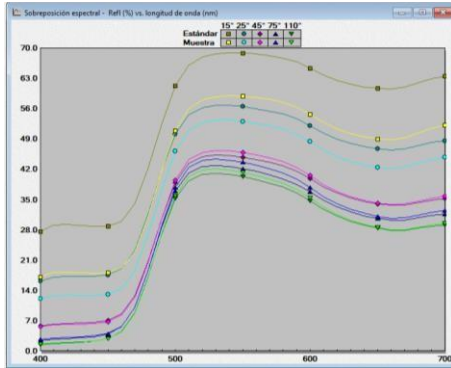 Sobreposición espectral - Refl (%) vs. longitud de onda (nm)
15° 25° 45° 75° 110°
Estándar
Muestra
70.0
63.0
56.0
49.0
42.0
35.0
28.0
21.0
14.0
7.0
0.0
400 500 600 700